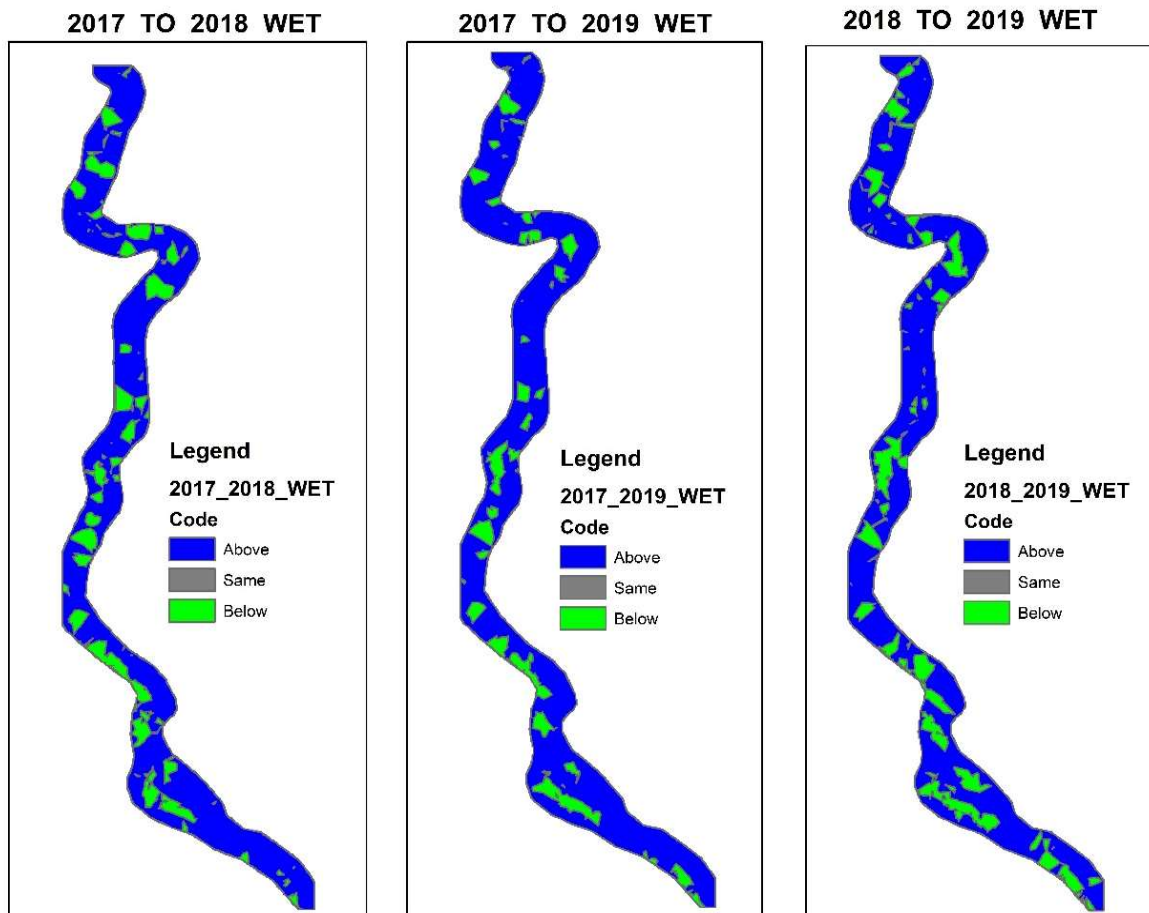 2017 TO 2018 WET
Legend
2017_2018_WET
Code
Above
Same
Below
2017 TO 2019 WET
Legend
2017_2019_WET
Code
Above
Same
Below
2018 TO 2019 WET
Legend
2018_2019_WET
Code
Above
Same
Below